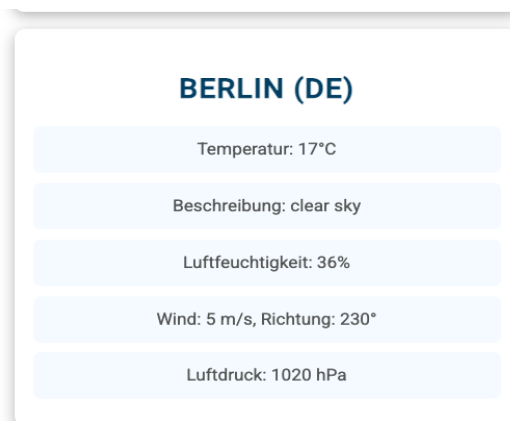 BERLIN (DE)
Temperatur: 17°C
Beschreibung: clear sky
Luftfeuchtigkeit: 36%
Wind: 5 m/s, Richtung: 230°
Luftdruck: 1020 hPa